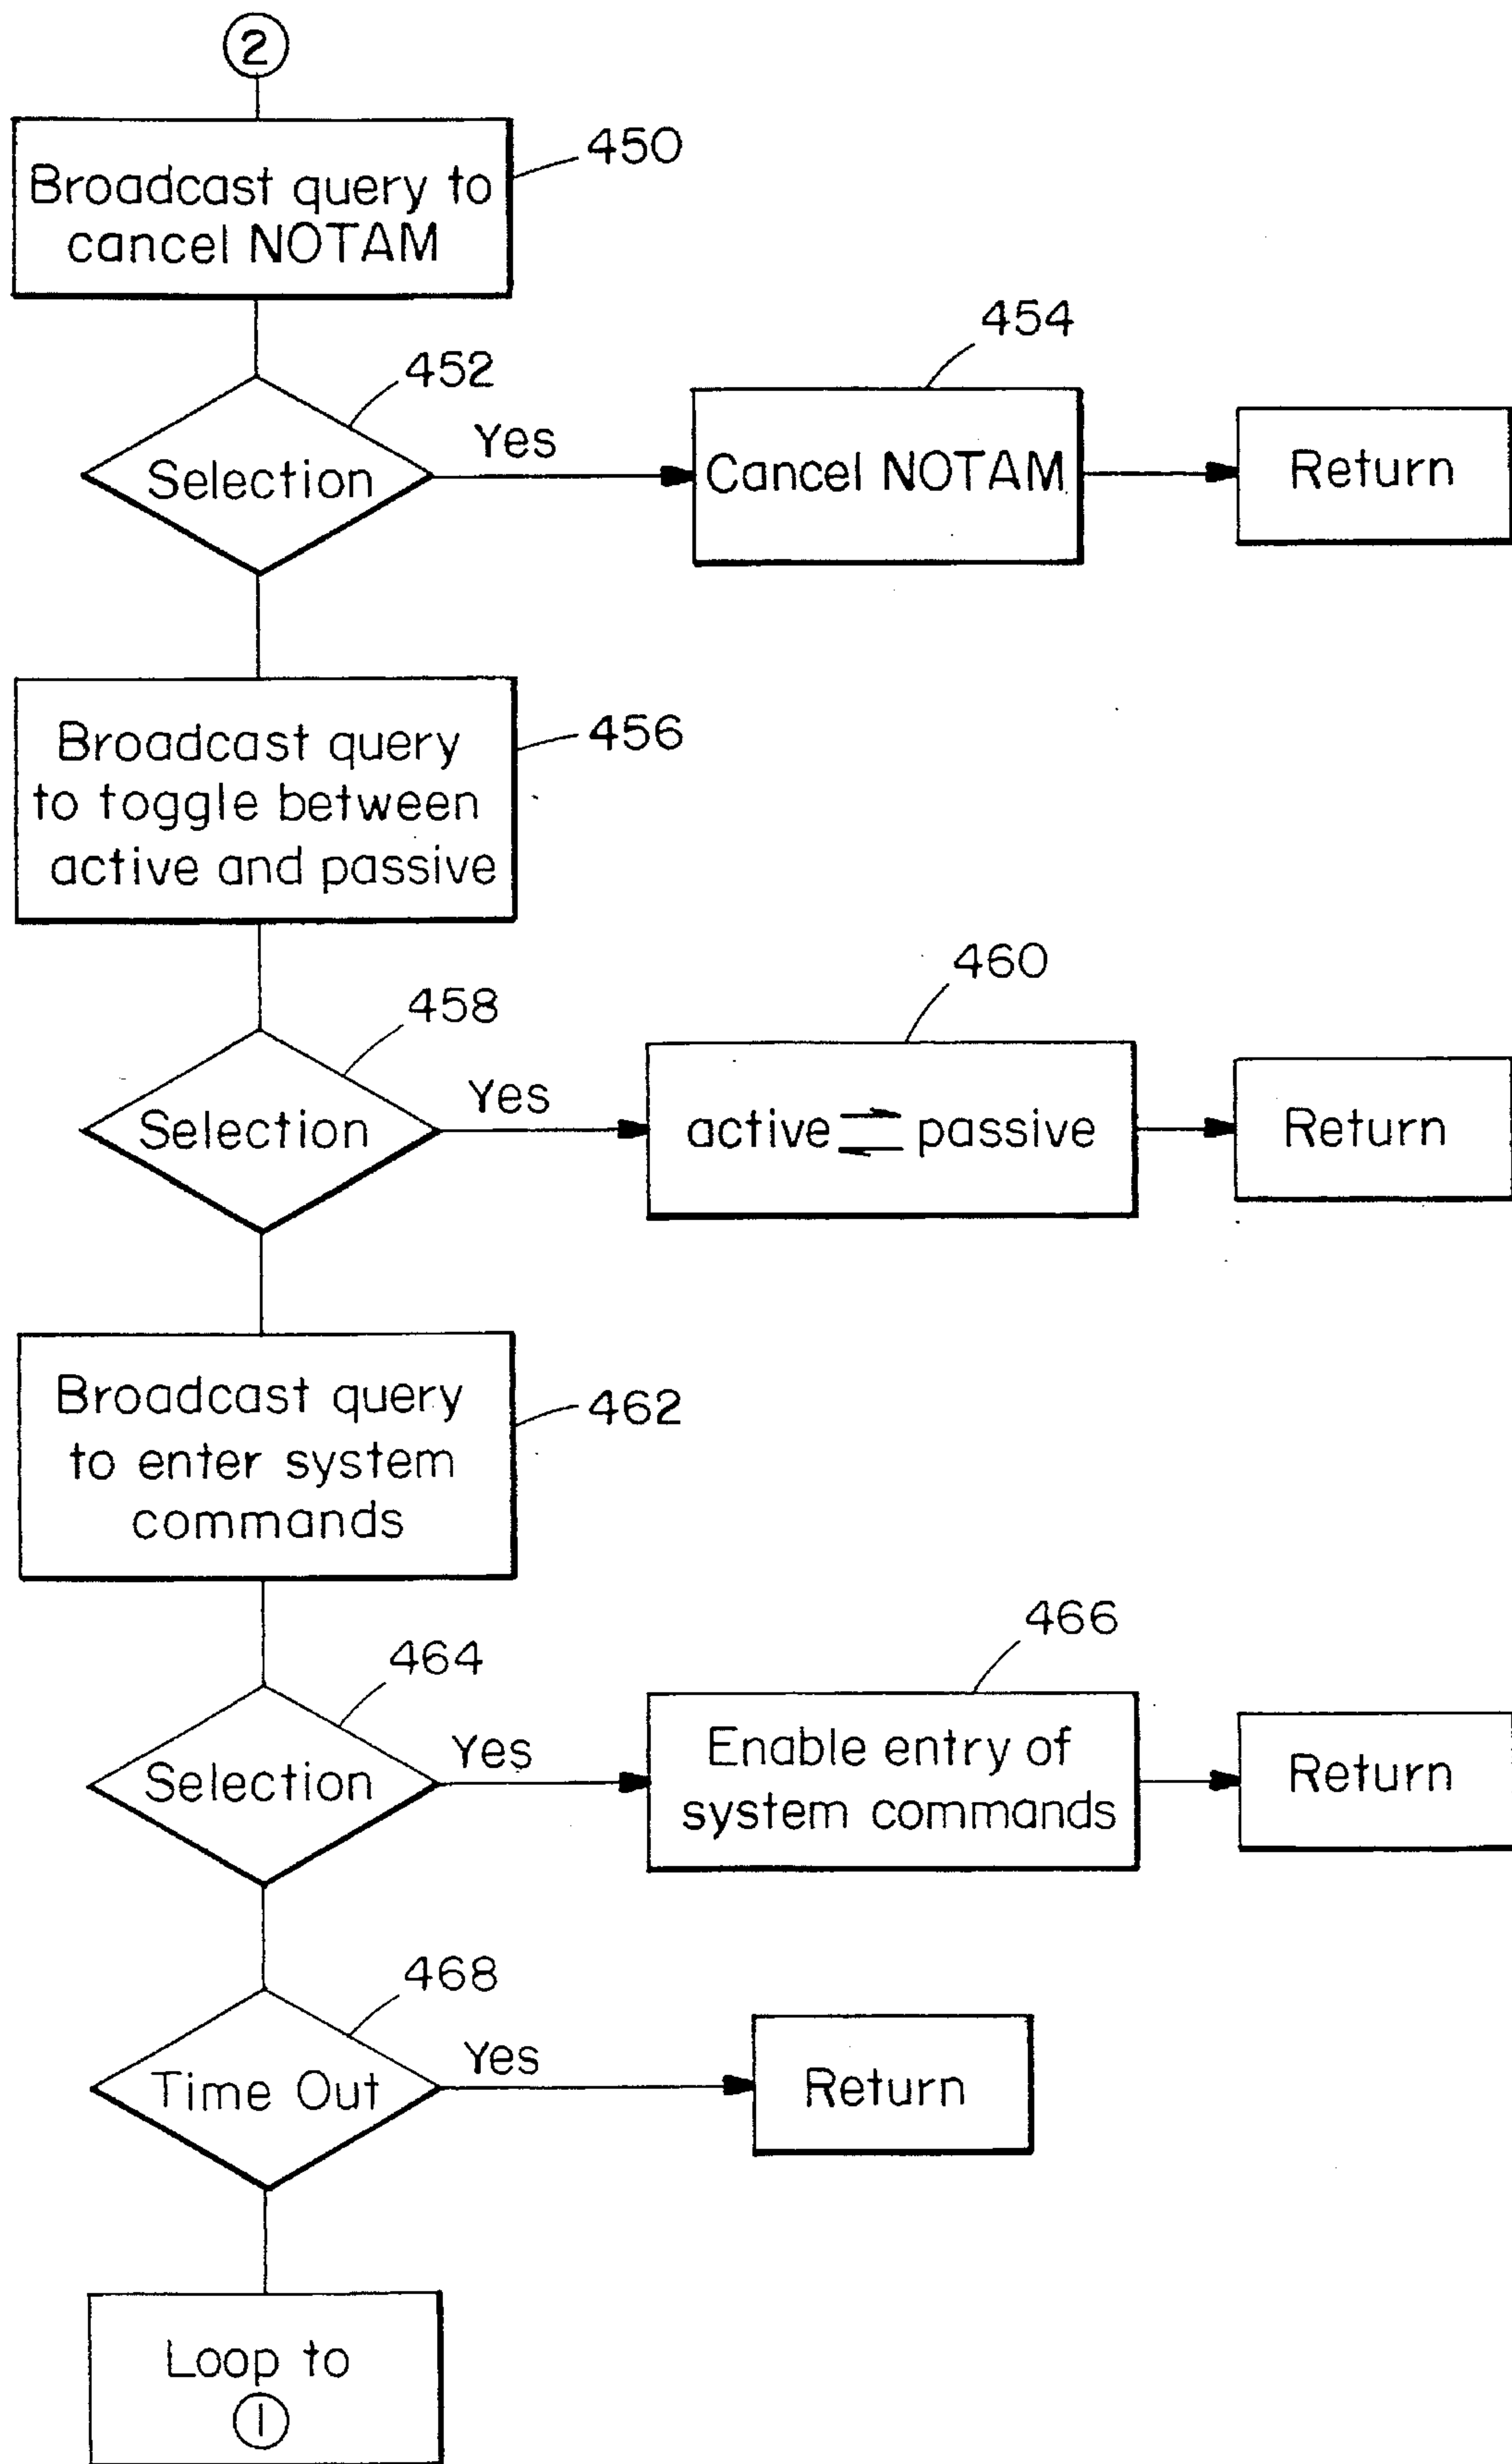 2
Broadcast query to
cancel NOTAM
450
Selection
452
Yes
454
Cancel NOTAM
Return
Broadcast query
to toggle between
active and passive
456
Selection
458
Yes
460
active ⇌ passive
Return
Broadcast query
to enter system
commands
462
Selection
464
Yes
466
Enable entry of
system commands
Return
Time Out
468
Yes
Return
Loop to
1